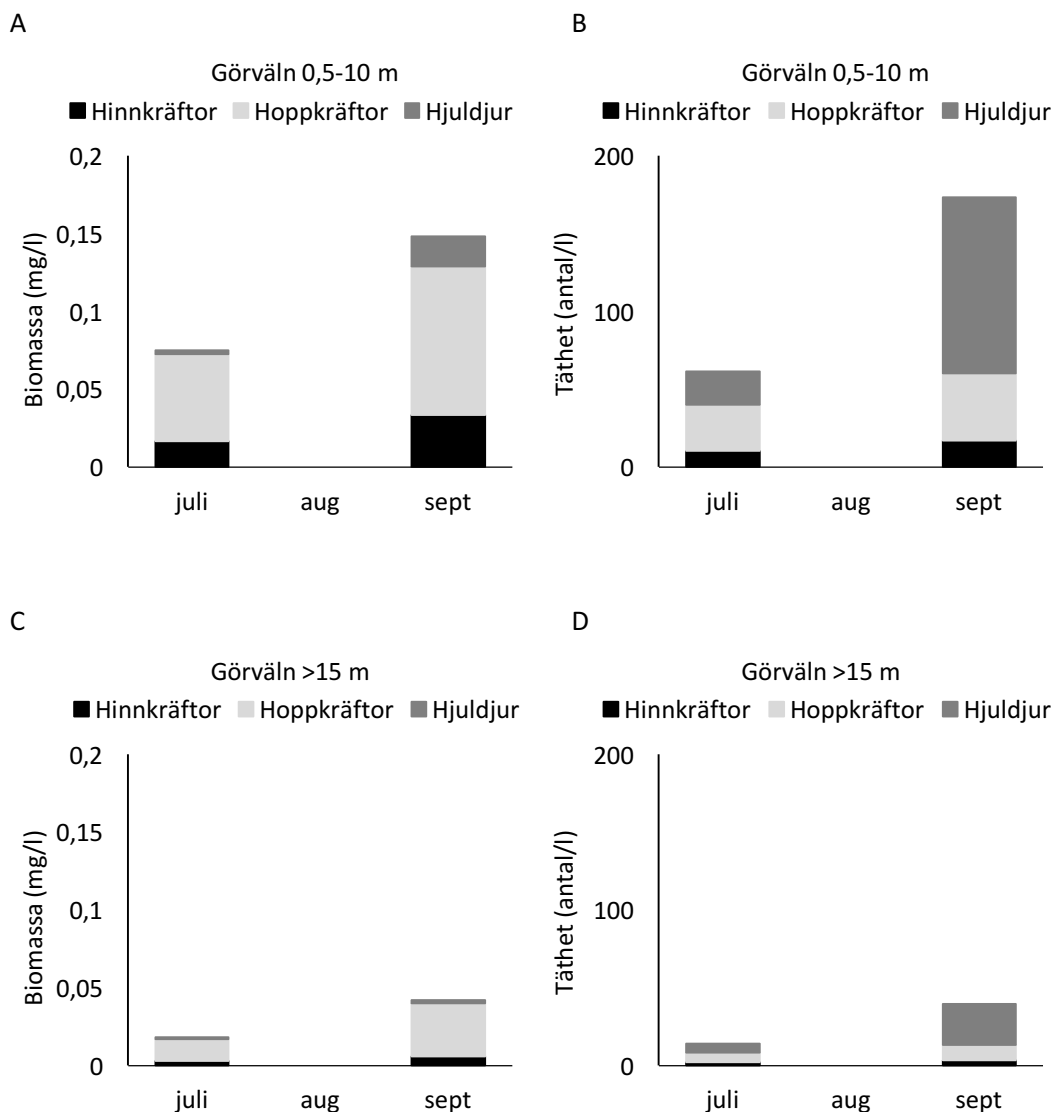 A
Görväln 0,5-10 m
Hinnkräftor Hoppkräftor Hjuldjur
Biomassa (mg/l)
0,2
0,15
0,1
0,05
0
juli aug sept
B
Görväln 0,5-10 m
Hinnkräftor Hoppkräftor Hjuldjur
Täthet (antal/l)
200
100
0
juli aug sept
C
Görväln >15 m
Hinnkräftor Hoppkräftor Hjuldjur
Biomassa (mg/l)
0,2
0,15
0,1
0,05
0
juli aug sept
D
Görväln >15 m
Hinnkräftor Hoppkräftor Hjuldjur
Täthet (antal/l)
200
100
0
juli aug sept